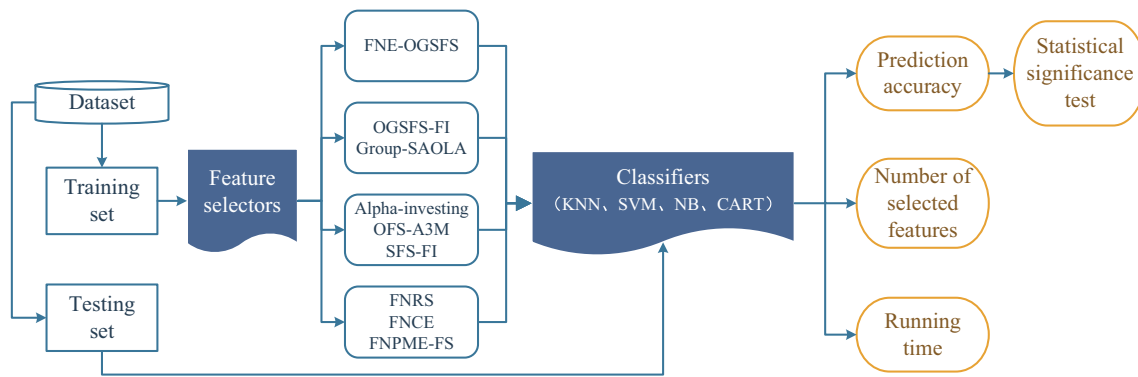 Dataset
Training
set
Testing
set
Feature
selectors
FNE-OGSFS
OGSFS-FI
Group-SAOLA
Alpha-investing
OFS-A3M
SFS-FI
FNRS
FNCE
FNPME-FS
Classifiers
（KNN、SVM、NB、CART）
Prediction
accuracy
Statistical
significance
test
Number of
selected
features
Running
time